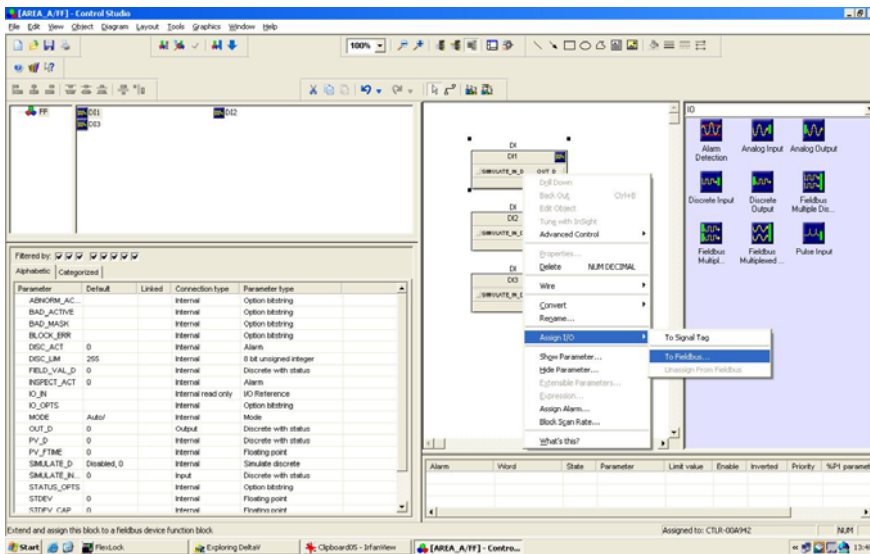 [AREA_A/FF] - Control Studio
File Edit View Object Diagram Layout Tools Graphics Window Help
100%
FF
DI1
DI2
DI3
IO
Alarm Detection
Analog Input
Analog Output
Discrete Input
Discrete Output
Fieldbus Multiple Dis...
Fieldbus Multipl...
Fieldbus Multiplexed ...
Pulse Input
DI
DI1
SIMULATE_IN_D OUT_D
DI
DI2
SIMULATE_IN_D
DI
DI3
SIMULATE_IN_D
Drill Down
Back Out Ctrl+B
Edit Object
Tune with InSight
Advanced Control
Properties...
Delete NUM DECIMAL
Wire
Convert
Rename...
Assign I/O
Show Parameter...
Hide Parameter...
Extensible Parameters...
Expression...
Assign Alarm...
Block Scan Rate...
What's this?
To Signal Tag
To Fieldbus...
Unassign From Fieldbus
Filtered by:
Alphabetic Categorized
Parameter Default Linked Connection type Parameter type
ABNORM_AC... Internal Option bitstring
BAD_ACTIVE Internal Option bitstring
BAD_MASK Internal Option bitstring
BLOCK_ERR Internal Option bitstring
DISC_ACT 0 Internal Alarm
DISC_LIM 255 Internal 8 bit unsigned integer
FIELD_VAL_D 0 Internal Discrete with status
INSPECT_ACT 0 Internal Alarm
IO_IN Internal read only I/O Reference
IO_OPTS Internal Option bitstring
MODE Auto/ Internal Mode
OUT_D 0 Output Discrete with status
PV_D 0 Internal Discrete with status
PV_FTIME 0 Internal Floating point
SIMULATE_D Disabled, 0 Internal Simulate discrete
SIMULATE_IN... 0 Input Discrete with status
STATUS_OPTS Internal Option bitstring
STDEV 0 Internal Floating point
STDEV_CAP 0 Internal Floating point
Alarm Word State Parameter Limit value Enable Inverted Priority %P1 paramet
Extend and assign this block to a fieldbus device function block
Assigned to: CTLR-00A942
NUM
Start
FlexLock
Exploring DeltaV
Clipboard05 - IrfanView
[AREA_A/FF] - Contro...